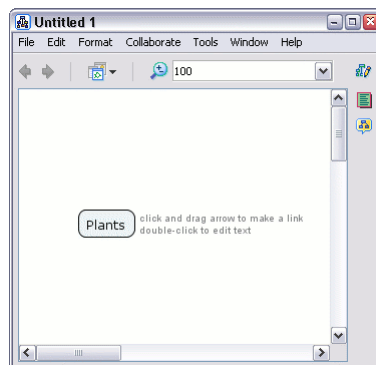 Untitled 1
File Edit Format Collaborate Tools Window Help
100
Plants
click and drag arrow to make a link
double-click to edit text